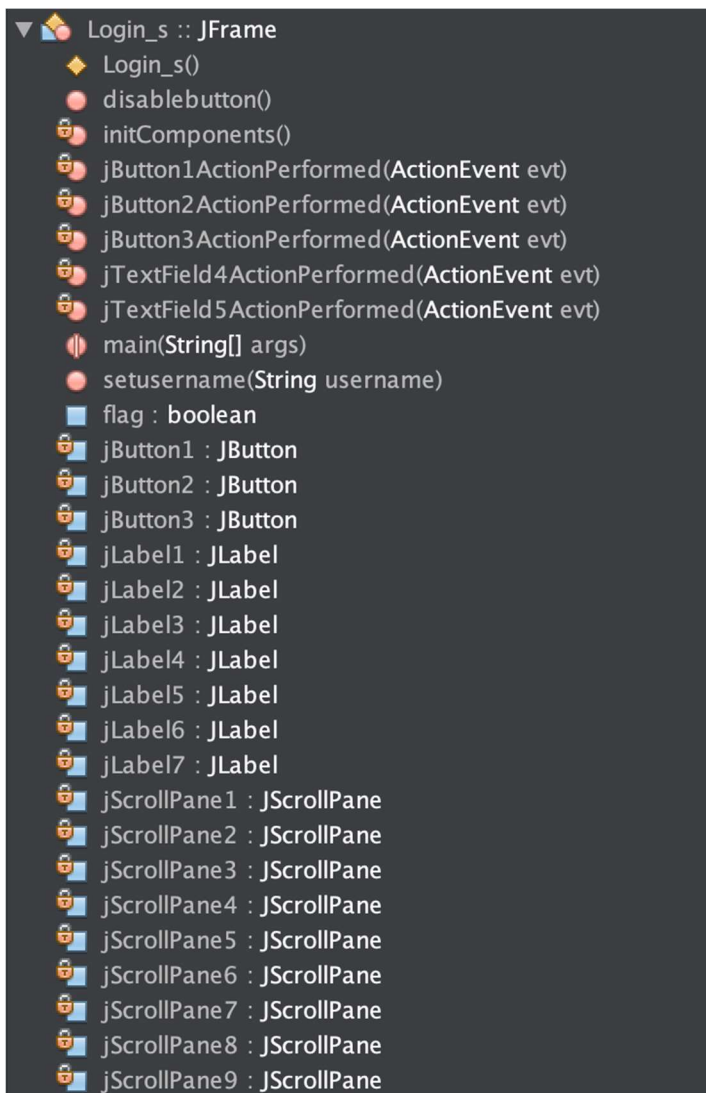 Login_s :: JFrame
Login_s()
disablebutton()
initComponents()
jButton1ActionPerformed(ActionEvent evt)
jButton2ActionPerformed(ActionEvent evt)
jButton3ActionPerformed(ActionEvent evt)
jTextField4ActionPerformed(ActionEvent evt)
jTextField5ActionPerformed(ActionEvent evt)
main(String[] args)
setusername(String username)
flag : boolean
jButton1 : JButton
jButton2 : JButton
jButton3 : JButton
jLabel1 : JLabel
jLabel2 : JLabel
jLabel3 : JLabel
jLabel4 : JLabel
jLabel5 : JLabel
jLabel6 : JLabel
jLabel7 : JLabel
jScrollPane1 : JScrollPane
jScrollPane2 : JScrollPane
jScrollPane3 : JScrollPane
jScrollPane4 : JScrollPane
jScrollPane5 : JScrollPane
jScrollPane6 : JScrollPane
jScrollPane7 : JScrollPane
jScrollPane8 : JScrollPane
jScrollPane9 : JScrollPane